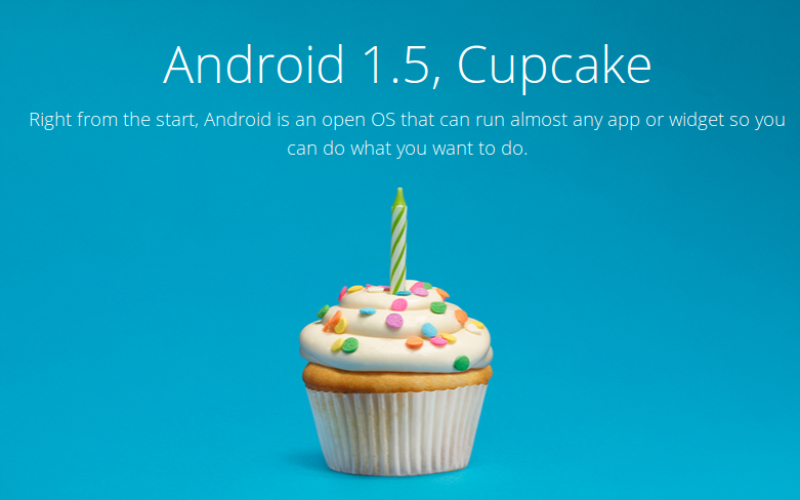 Android 1.5, Cupcake
Right from the start, Android is an open OS that can run almost any app or widget so you
can do what you want to do.